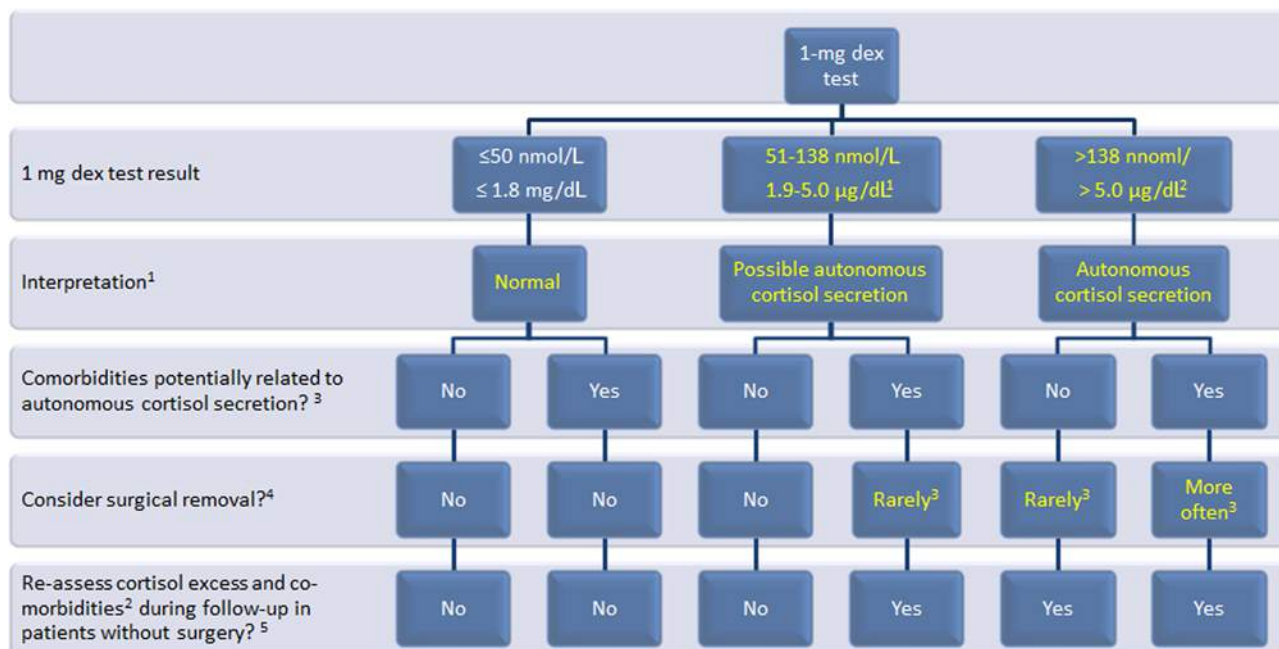 1-mg dex
test
1 mg dex test result
≤50 nmol/L
≤ 1.8 mg/dL
51-138 nmol/L
1.9-5.0 µg/dL¹
>138 nnoml/
> 5.0 µg/dL²
Interpretation¹
Normal
Possible autonomous
cortisol secretion
Autonomous
cortisol secretion
Comorbidities potentially related to
autonomous cortisol secretion? ³
No
Yes
No
Yes
No
Yes
Consider surgical removal?⁴
No
No
No
Rarely³
Rarely³
More
often³
Re-assess cortisol excess and co-
morbidities² during follow-up in
patients without surgery? ⁵
No
No
No
Yes
Yes
Yes